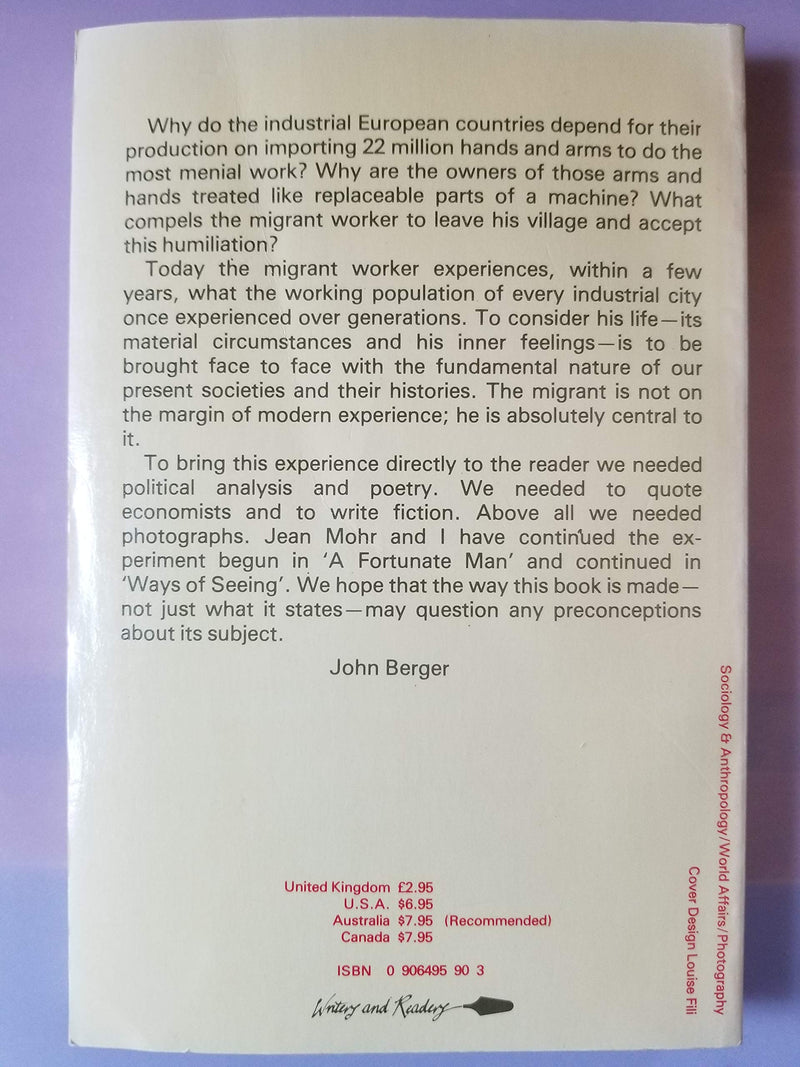 Why do the industrial European countries depend for their
production on importing 22 million hands and arms to do the
most menial work? Why are the owners of those arms and
hands treated like replaceable parts of a machine? What
compels the migrant worker to leave his village and accept
this humiliation?
Today the migrant worker experiences, within a few
years, what the working population of every industrial city
once experienced over generations. To consider his life—its
material circumstances and his inner feelings—is to be
brought face to face with the fundamental nature of our
present societies and their histories. The migrant is not on
the margin of modern experience; he is absolutely central to
it.
To bring this experience directly to the reader we needed
political analysis and poetry. We needed to quote
economists and to write fiction. Above all we needed
photographs. Jean Mohr and I have continued the ex-
periment begun in ‘A Fortunate Man’ and continued in
‘Ways of Seeing’. We hope that the way this book is made—
not just what it states—may question any preconceptions
about its subject.
John Berger
Sociology & Anthropology/World Affairs/Photography
Cover Design Louise Fili
United Kingdom £2.95
U.S.A. $6.95
Australia $7.95 (Recommended)
Canada $7.95
ISBN 0 906495 90 3
Writers and Readers